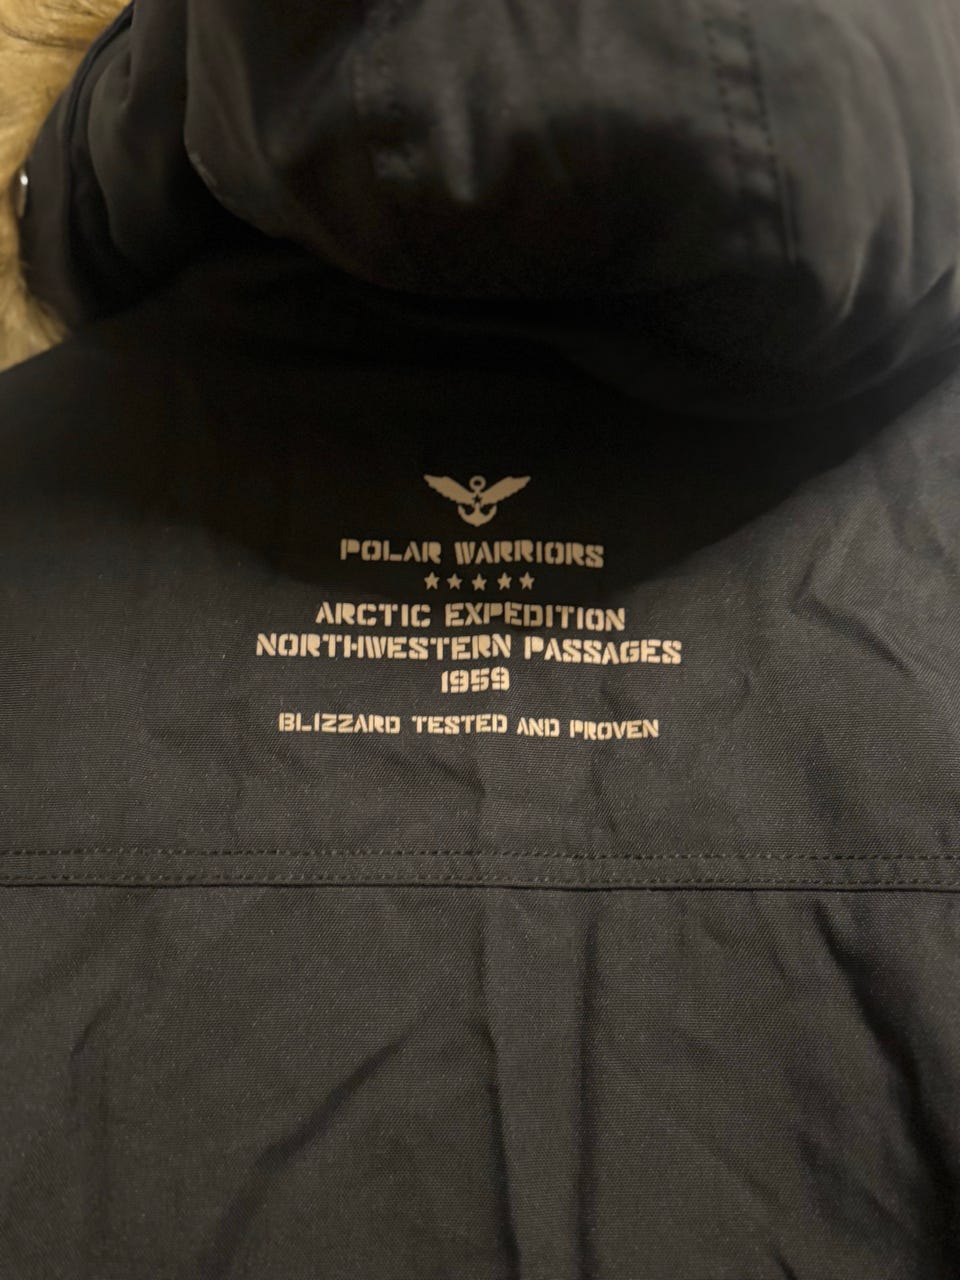 POLAR WARRIORS
★★★★★
ARCTIC EXPEDITION
NORTHWESTERN PASSAGES
1959
BLIZZARD TESTED AND PROVEN